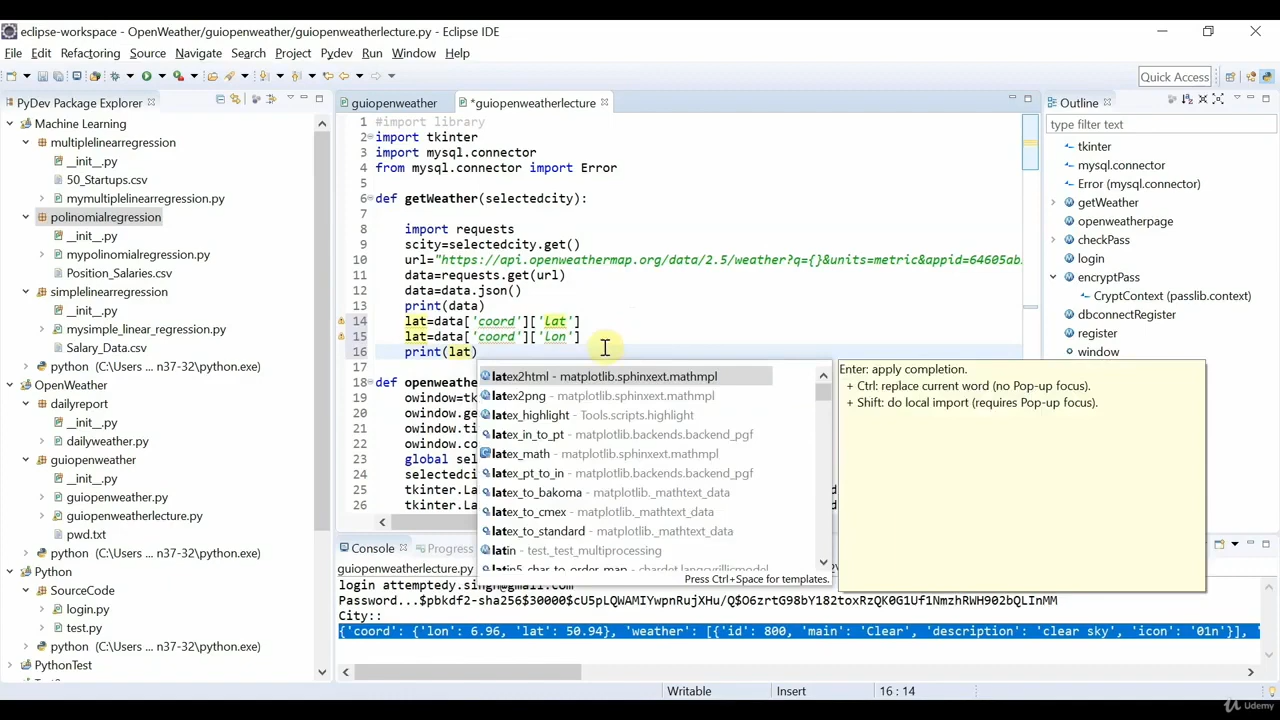 eclipse-workspace - OpenWeather/guiopenweather/guiopenweatherlecture.py - Eclipse IDE
File Edit Refactoring Source Navigate Search Project Pydev Run Window Help
Quick Access
PyDev Package Explorer
Machine Learning
multiplelinearregression
__init__.py
50_Startups.csv
mymultiplelinearregression.py
polinomialregression
__init__.py
mypolinomialregression.py
Position_Salaries.csv
simplelinearregression
__init__.py
mysimple_linear_regression.py
Salary_Data.csv
python (C:\Users ... n37-32\python.exe)
OpenWeather
dailyreport
__init__.py
dailyweather.py
guiopenweather
__init__.py
guiopenweather.py
guiopenweatherlecture.py
pwd.txt
python (C:\Users ... n37-32\python.exe)
Python
SourceCode
login.py
test.py
python (C:\Users ... n37-32\python.exe)
PythonTest
guiopenweather *guiopenweatherlecture
1 #import library
2 import tkinter
3 import mysql.connector
4 from mysql.connector import Error
5
6 def getWeather(selectedcity):
7
8 import requests
9 scity=selectedcity.get()
10 url="https://api.openweathermap.org/data/2.5/weather?q={}&units=metric&appid=64605ab
11 data=requests.get(url)
12 data=data.json()
13 print(data)
14 lat=data['coord']['lat']
15 lat=data['coord']['lon']
16 print(lat)
17
18 def openwe
19 owindow=tk
20 owindow.ge
21 owindow.ti
22 owindow.co
23 global sel
24 selectedci
25 tkinter.La
26 tkinter.La
latex2html - matplotlib.sphinxext.mathmpl
latex2png - matplotlib.sphinxext.mathmpl
latex_highlight - Tools.scripts.highlight
latex_in_to_pt - matplotlib.backends.backend_pgf
latex_math - matplotlib.sphinxext.mathmpl
latex_pt_to_in - matplotlib.backends.backend_pgf
latex_to_bakoma - matplotlib._mathtext_data
latex_to_cmex - matplotlib._mathtext_data
latex_to_standard - matplotlib._mathtext_data
latin - test._test_multiprocessing
latin5_char_to_order_map - chardet.langcyrillicmodel
Press Ctrl+Space for templates.
Enter: apply completion.
+ Ctrl: replace current word (no Pop-up focus).
+ Shift: do local import (requires Pop-up focus).
Outline
type filter text
tkinter
mysql.connector
Error (mysql.connector)
getWeather
openweatherpage
checkPass
login
encryptPass
CryptContext (passlib.context)
dbconnectRegister
register
window
Console Progress
guiopenweatherlecture.py
login attemptedy.singh@gmail.com
Password...$pbkdf2-sha256$30000$cU5pLQWAMIYwpnRujXHu/Q$O6zrtG98bY182toxRzQK0G1Uf1NmzhRWH902bQLInMM
City::
{'coord': {'lon': 6.96, 'lat': 50.94}, 'weather': [{'id': 800, 'main': 'Clear', 'description': 'clear sky', 'icon': '01n'}],
Writable Insert 16 : 14
Udemy